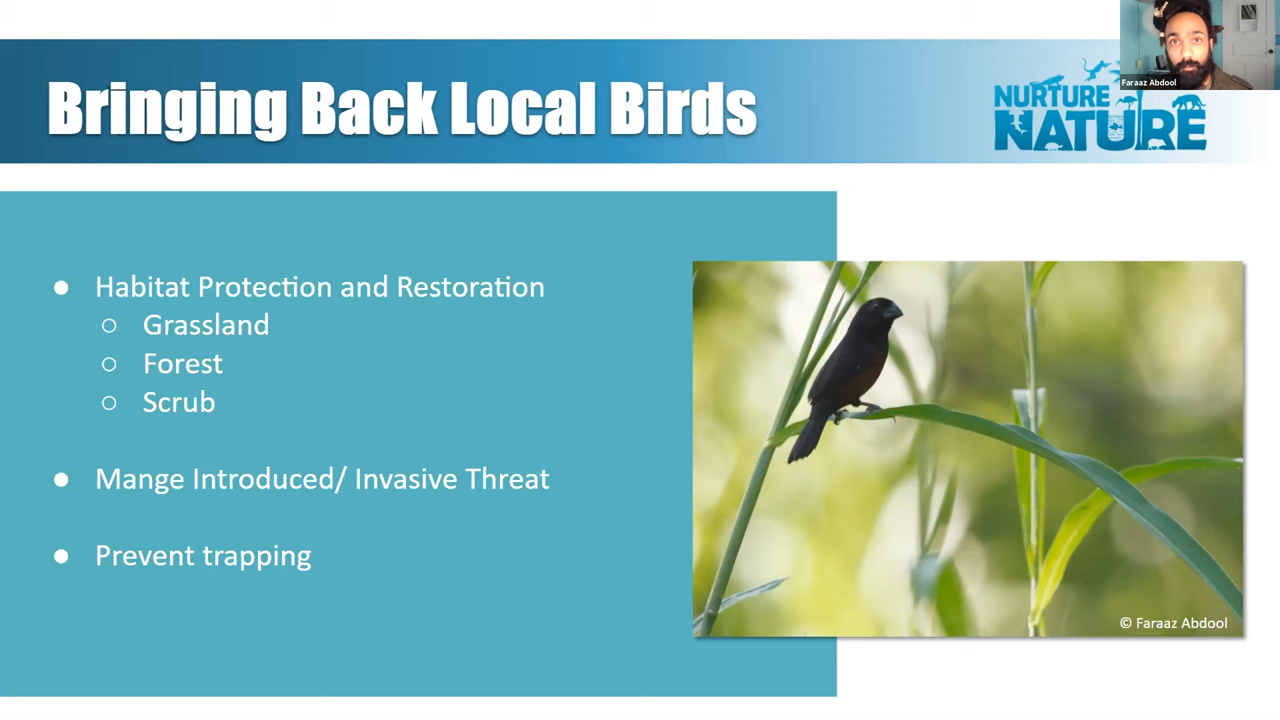 Bringing Back Local Birds
Faraaz Abdool
NURTURE
NATURE
● Habitat Protection and Restoration
○ Grassland
○ Forest
○ Scrub
● Mange Introduced/ Invasive Threat
● Prevent trapping
© Faraaz Abdool